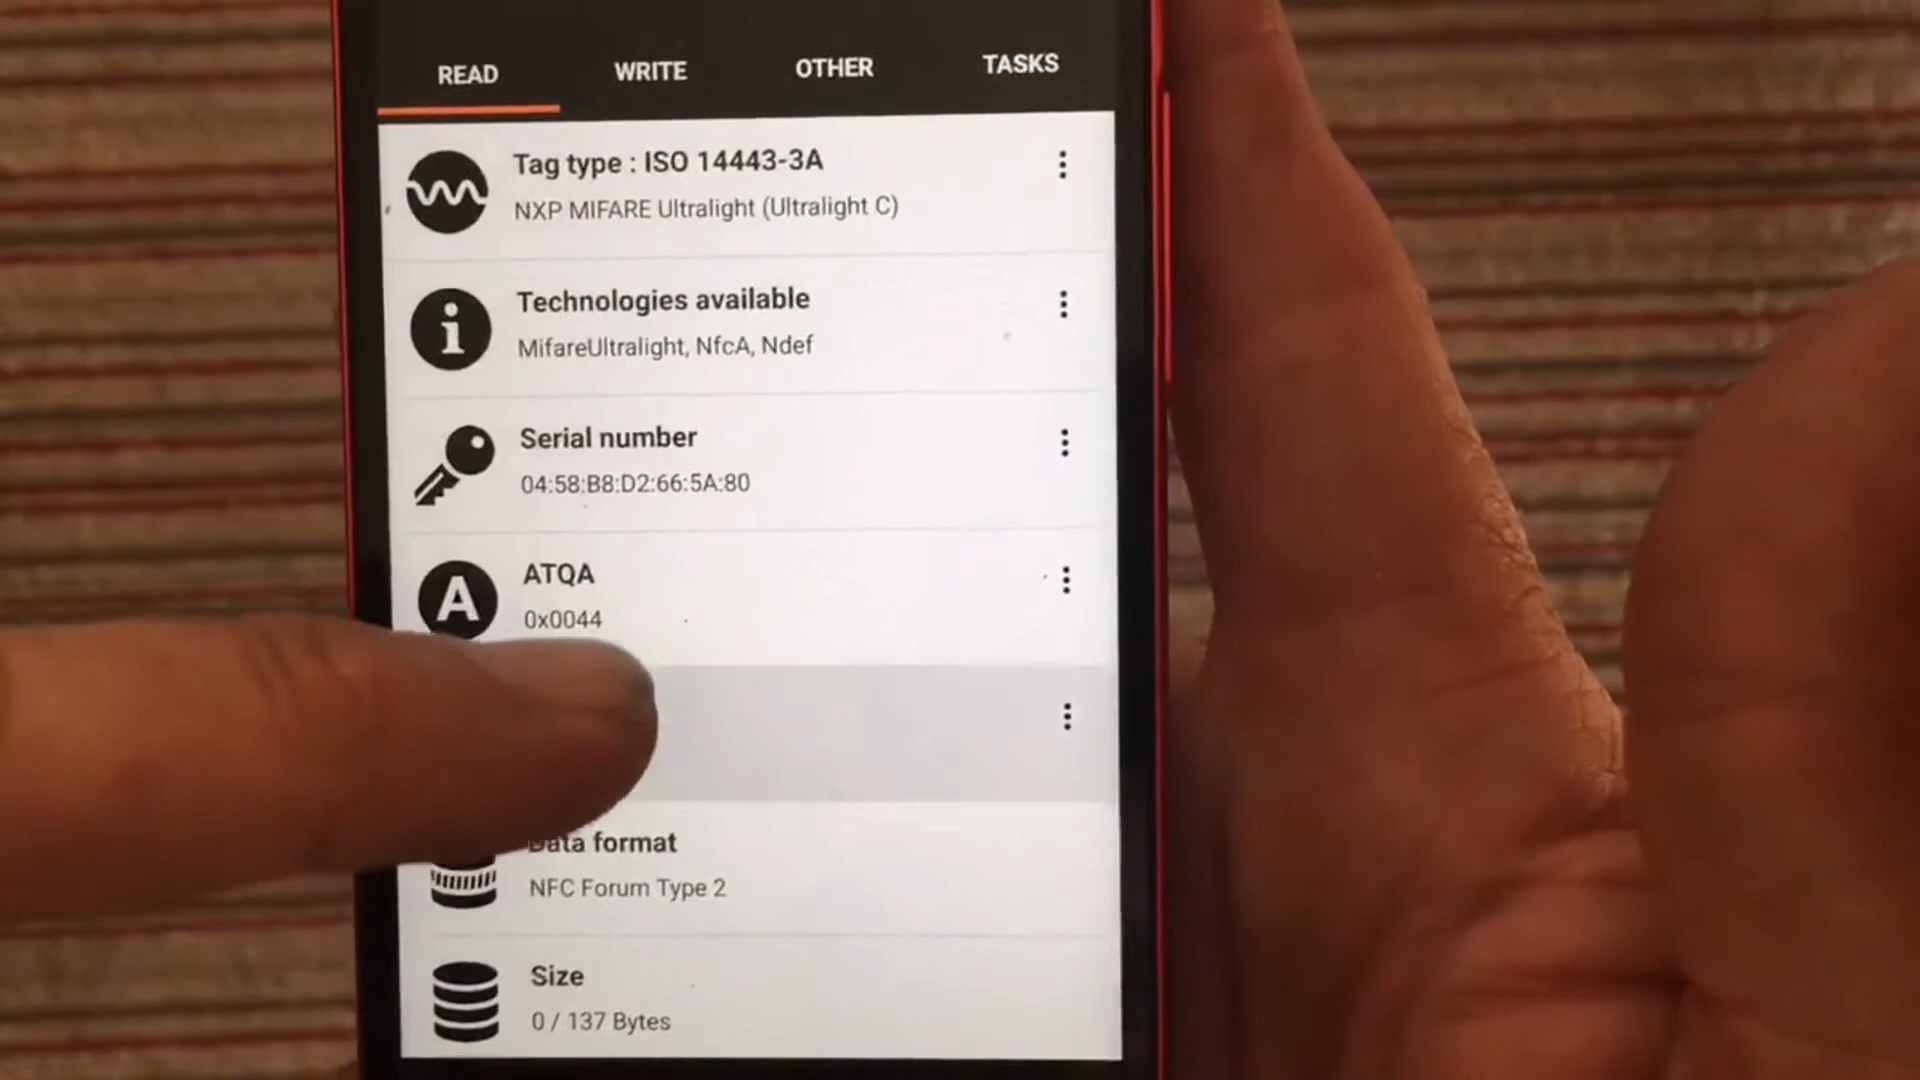 READ WRITE OTHER TASKS
Tag type : ISO 14443-3A
NXP MIFARE Ultralight (Ultralight C)
Technologies available
MifareUltralight, NfcA, Ndef
Serial number
04:58:B8:D2:66:5A:80
A
ATQA
0x0044
Data format
NFC Forum Type 2
Size
0 / 137 Bytes